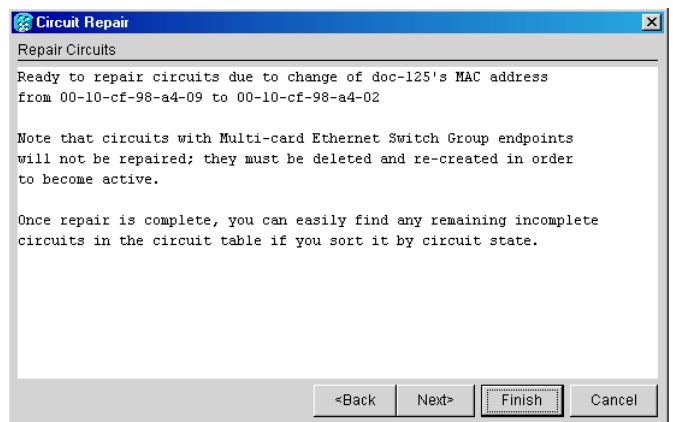 Circuit Repair
Repair Circuits
Ready to repair circuits due to change of doc-125's MAC address
from 00-10-cf-98-a4-09 to 00-10-cf-98-a4-02
Note that circuits with Multi-card Ethernet Switch Group endpoints
will not be repaired; they must be deleted and re-created in order
to become active.
Once repair is complete, you can easily find any remaining incomplete
circuits in the circuit table if you sort it by circuit state.
<Back Next> Finish Cancel